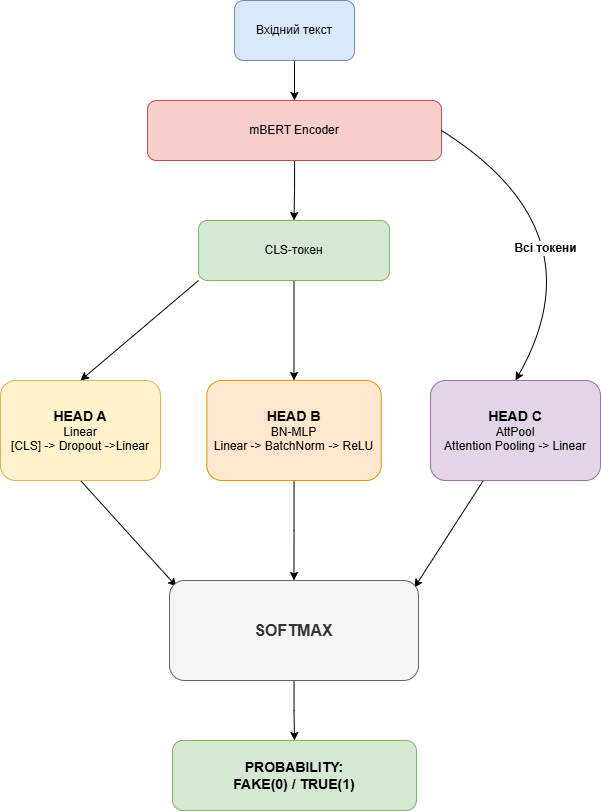 Вхідний текст
mBERT Encoder
CLS-токен
Всі токени
HEAD A
Linear
[CLS] -> Dropout ->Linear
HEAD B
BN-MLP
Linear -> BatchNorm -> ReLU
HEAD C
AttPool
Attention Pooling -> Linear
SOFTMAX
PROBABILITY:
FAKE(0) / TRUE(1)